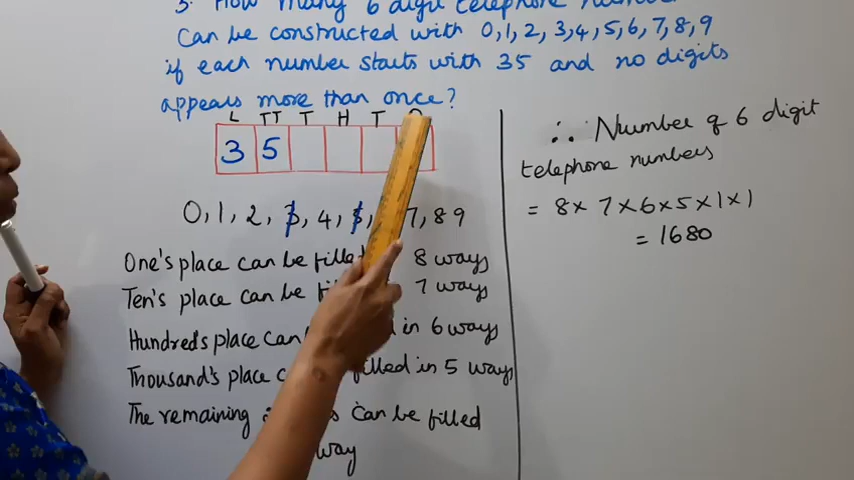 3. How many 6 digit telephone
can be constructed with 0,1,2,3,4,5,6,7,8,9
if each number starts with 35 and no digits
appears more than once?
L TT T H T
3 5
0, 1, 2, 3, 4, 5, 7, 8 9
One's place can be 8 ways
Ten's place can be 7 ways
Hundred's place in 6 ways
Thousand's place filled in 5 ways
The remaining can be filled
way
∴ Number of 6 digit
telephone numbers
= 8 × 7 × 6 × 5 × 1 × 1
= 1680